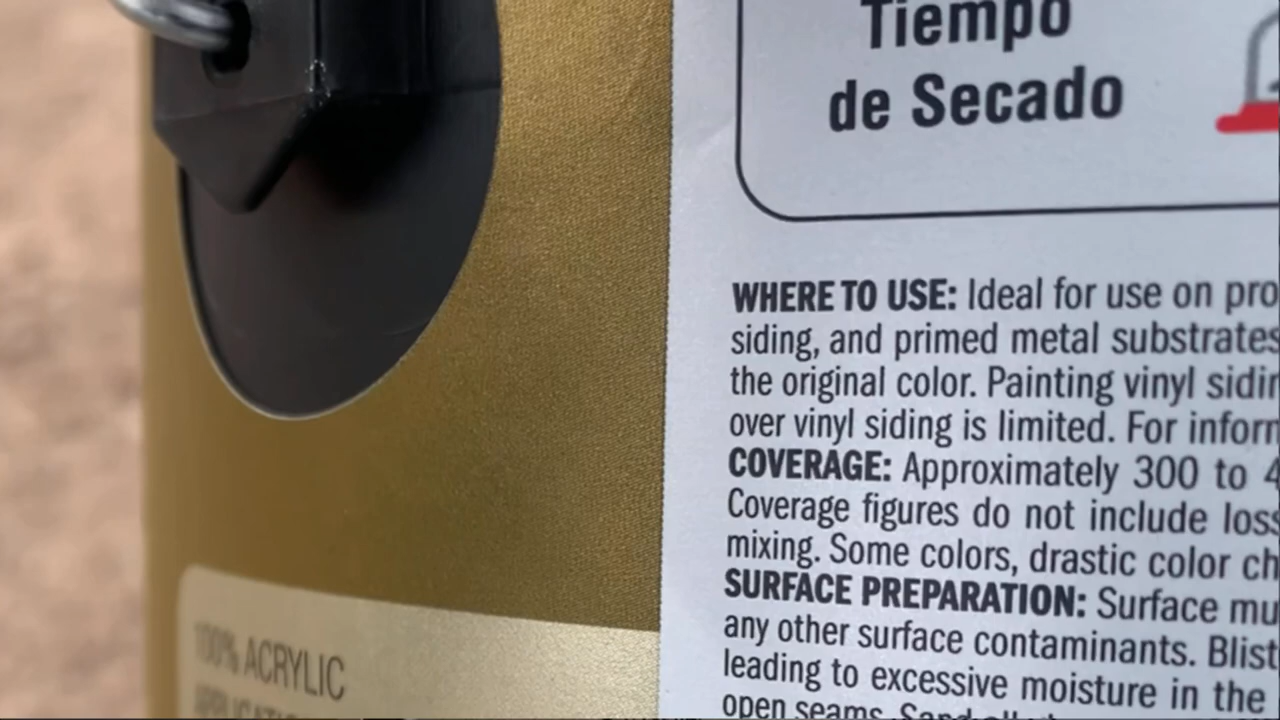 Tiempo
de Secado
WHERE TO USE: Ideal for use on pro
siding, and primed metal substrates
the original color. Painting vinyl sidin
over vinyl siding is limited. For inform
COVERAGE: Approximately 300 to 4
Coverage figures do not include loss
mixing. Some colors, drastic color ch
SURFACE PREPARATION: Surface mu
any other surface contaminants. Blist
leading to excessive moisture in the
open seams. Sand all
100% ACRYLIC